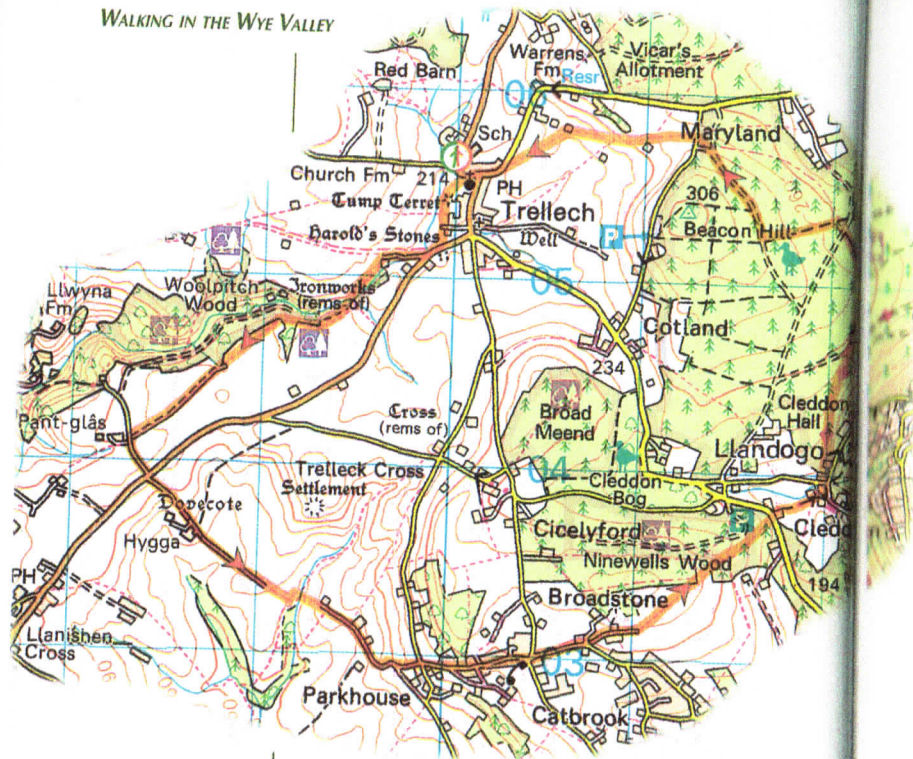 WALKING IN THE WYE VALLEY
Warrens
Fm
Resr
Vicar's
Allotment
Red Barn
Sch
Maryland
Church Fm
214
PH
Tump Terret
Trellech
306
Harold's Stones
Well
P
Beacon Hill
05
Llwyna
Fm
Woolpitch
Wood
Ironworks
(rems of)
Cotland
234
Pant-glâs
Cross
(rems of)
Broad
Meend
Cleddon
Hall
Llandogo
Trelleck Cross
04
Settlement
Cleddon
Bog
Dovecote
Cicelyford
Cledd
Hygga
Ninewells Wood
194
PH
Broadstone
Llanishen
Cross
03
Parkhouse
Catbrook